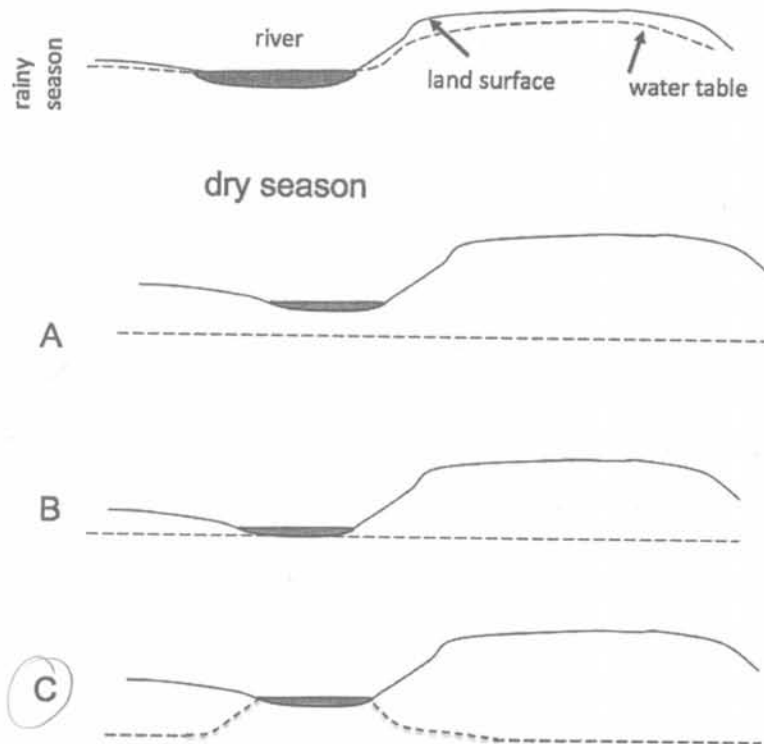 rainy
season
river
land surface
water table
dry season
A
B
C